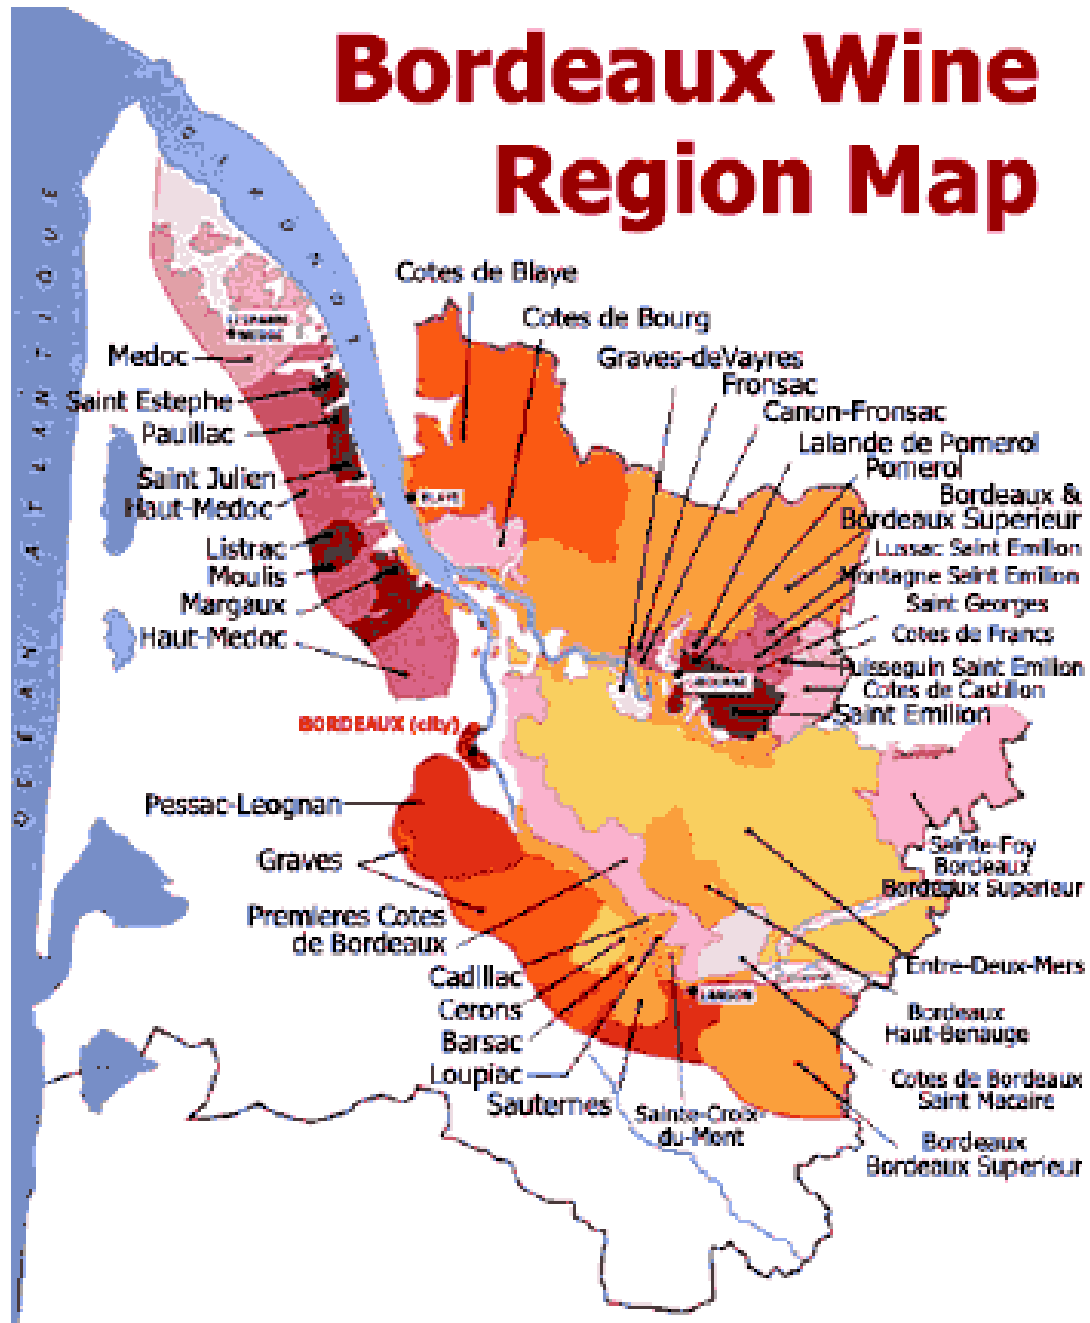 Bordeaux Wine
Region Map
OCEAN ATLANTIQUE
GIRONDE
Cotes de Blaye
Cotes de Bourg
Graves-deVayres
Fronsac
Canon-Fronsac
Lalande de Pomerol
Pomerol
Bordeaux &
Bordeaux Superieur
Lussac Saint Emilion
Montagne Saint Emilion
Saint Georges
Cotes de Francs
Puisseguin Saint Emilion
Cotes de Castillon
Saint Emilion
Medoc
Saint Estephe
Pauillac
Saint Julien
Haut-Medoc
Listrac
Moulis
Margaux
Haut-Medoc
BLAYE
LIBOURNE
BORDEAUX (city)
Pessac-Leognan
Graves
Premieres Cotes
de Bordeaux
Cadillac
Cerons
Barsac
Loupiac
Sauternes
Sainte-Croix-
du-Mont
LANGON
Sainte-Foy
Bordeaux
Bordeaux Superieur
Entre-Deux-Mers
Bordeaux
Haut-Benauge
Cotes de Bordeaux
Saint Macaire
Bordeaux
Bordeaux Superieur